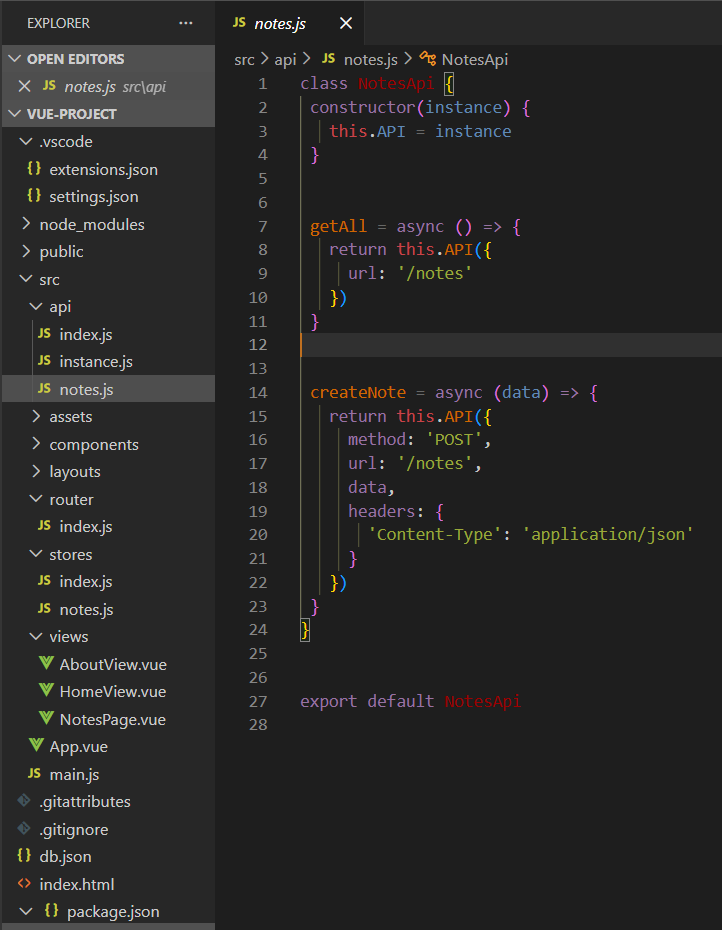 EXPLORER ...
OPEN EDITORS
JS notes.js src\api
VUE-PROJECT
.vscode
{} extensions.json
{} settings.json
node_modules
public
src
api
JS index.js
JS instance.js
JS notes.js
assets
components
layouts
router
JS index.js
stores
JS index.js
JS notes.js
views
AboutView.vue
HomeView.vue
NotesPage.vue
App.vue
JS main.js
.gitattributes
.gitignore
{} db.json
<> index.html
{} package.json
JS notes.js
src > api > JS notes.js > NotesApi
1 class NotesApi {
2 constructor(instance) {
3 this.API = instance
4 }
5
6
7 getAll = async () => {
8 return this.API({
9 url: '/notes'
10 })
11 }
12
13
14 createNote = async (data) => {
15 return this.API({
16 method: 'POST',
17 url: '/notes',
18 data,
19 headers: {
20 'Content-Type': 'application/json'
21 }
22 })
23 }
24 }
25
26
27 export default NotesApi
28